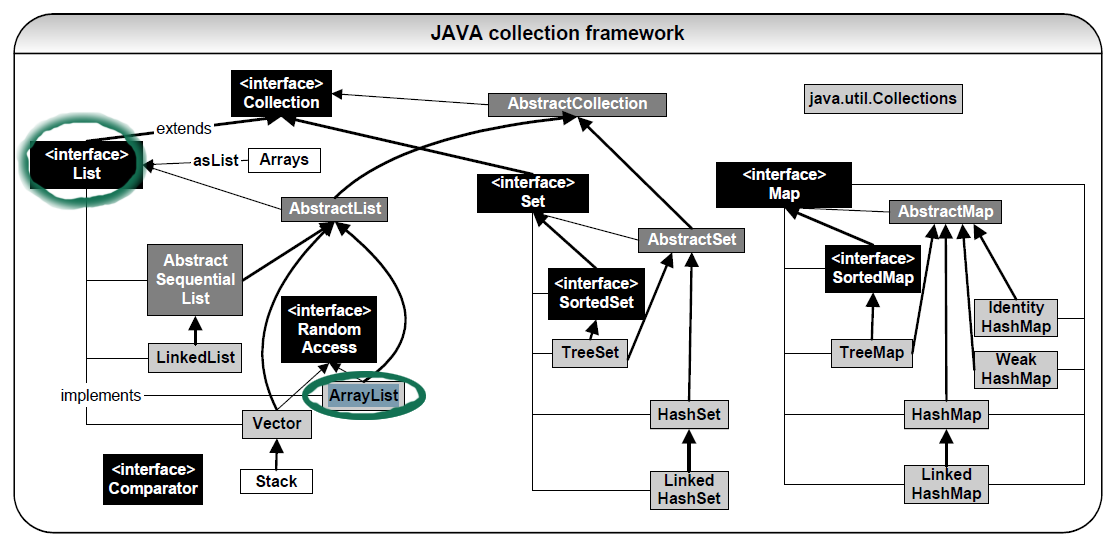 JAVA collection framework
<interface>
Collection
AbstractCollection
java.util.Collections
extends
<interface>
List
asList
Arrays
AbstractList
<interface>
Set
<interface>
Map
AbstractMap
AbstractSet
Abstract
Sequential
List
<interface>
SortedSet
<interface>
SortedMap
<interface>
Random
Access
Identity
HashMap
LinkedList
TreeSet
TreeMap
Weak
HashMap
implements
ArrayList
Vector
HashSet
HashMap
<interface>
Comparator
Stack
Linked
HashSet
Linked
HashMap